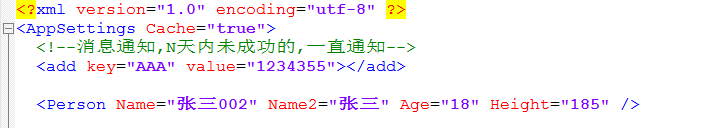 <?xml version="1.0" encoding="utf-8" ?>
<AppSettings Cache="true">
<!--消息通知,N天内未成功的,一直通知-->
<add key="AAA" value="1234355"></add>
<Person Name="张三002" Name2="张三" Age="18" Height="185" />